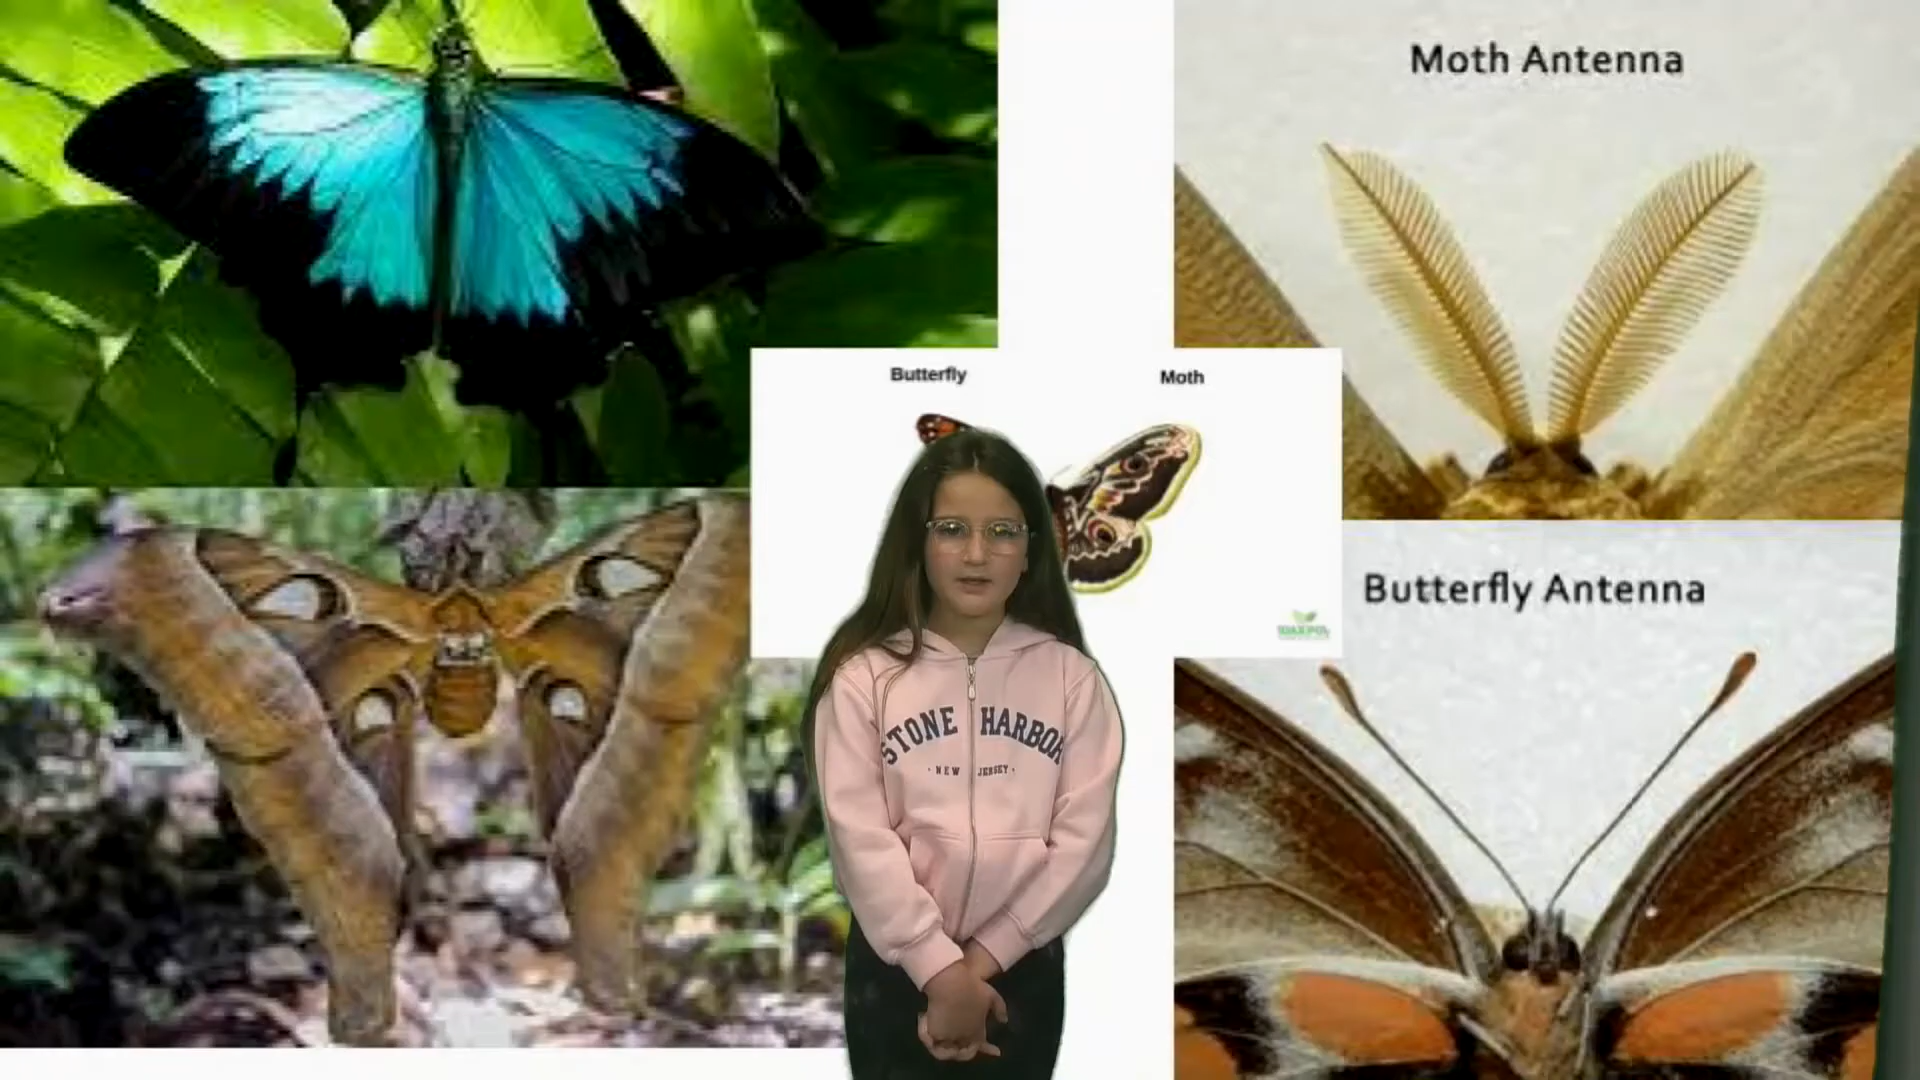 Moth Antenna
Butterfly
Moth
Butterfly Antenna
STONE HARBOR
· NEW JERSEY ·